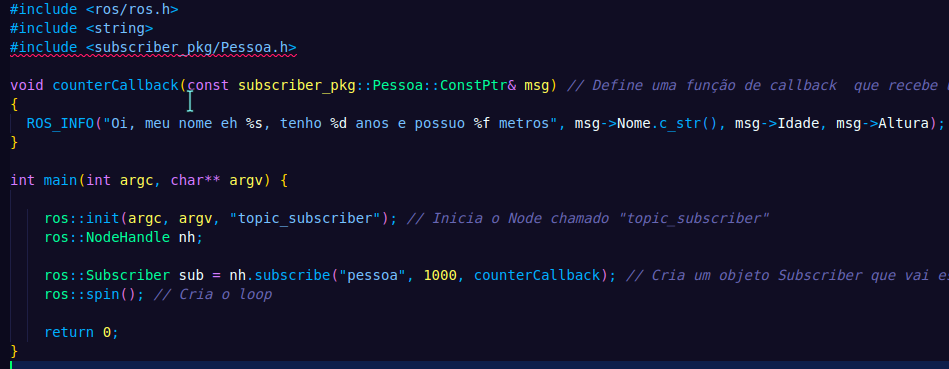 #include <ros/ros.h>
#include <string>
#include <subscriber_pkg/Pessoa.h>
void counterCallback(const subscriber_pkg::Pessoa::ConstPtr& msg) // Define uma função de callback  que recebe
{
  ROS_INFO("Oi, meu nome eh %s, tenho %d anos e possuo %f metros", msg->Nome.c_str(), msg->Idade, msg->Altura);
}
int main(int argc, char** argv) {
    ros::init(argc, argv, "topic_subscriber"); // Inicia o Node chamado "topic_subscriber"
    ros::NodeHandle nh;
    ros::Subscriber sub = nh.subscribe("pessoa", 1000, counterCallback); // Cria um objeto Subscriber que vai
    ros::spin(); // Cria o loop
    return 0;
}